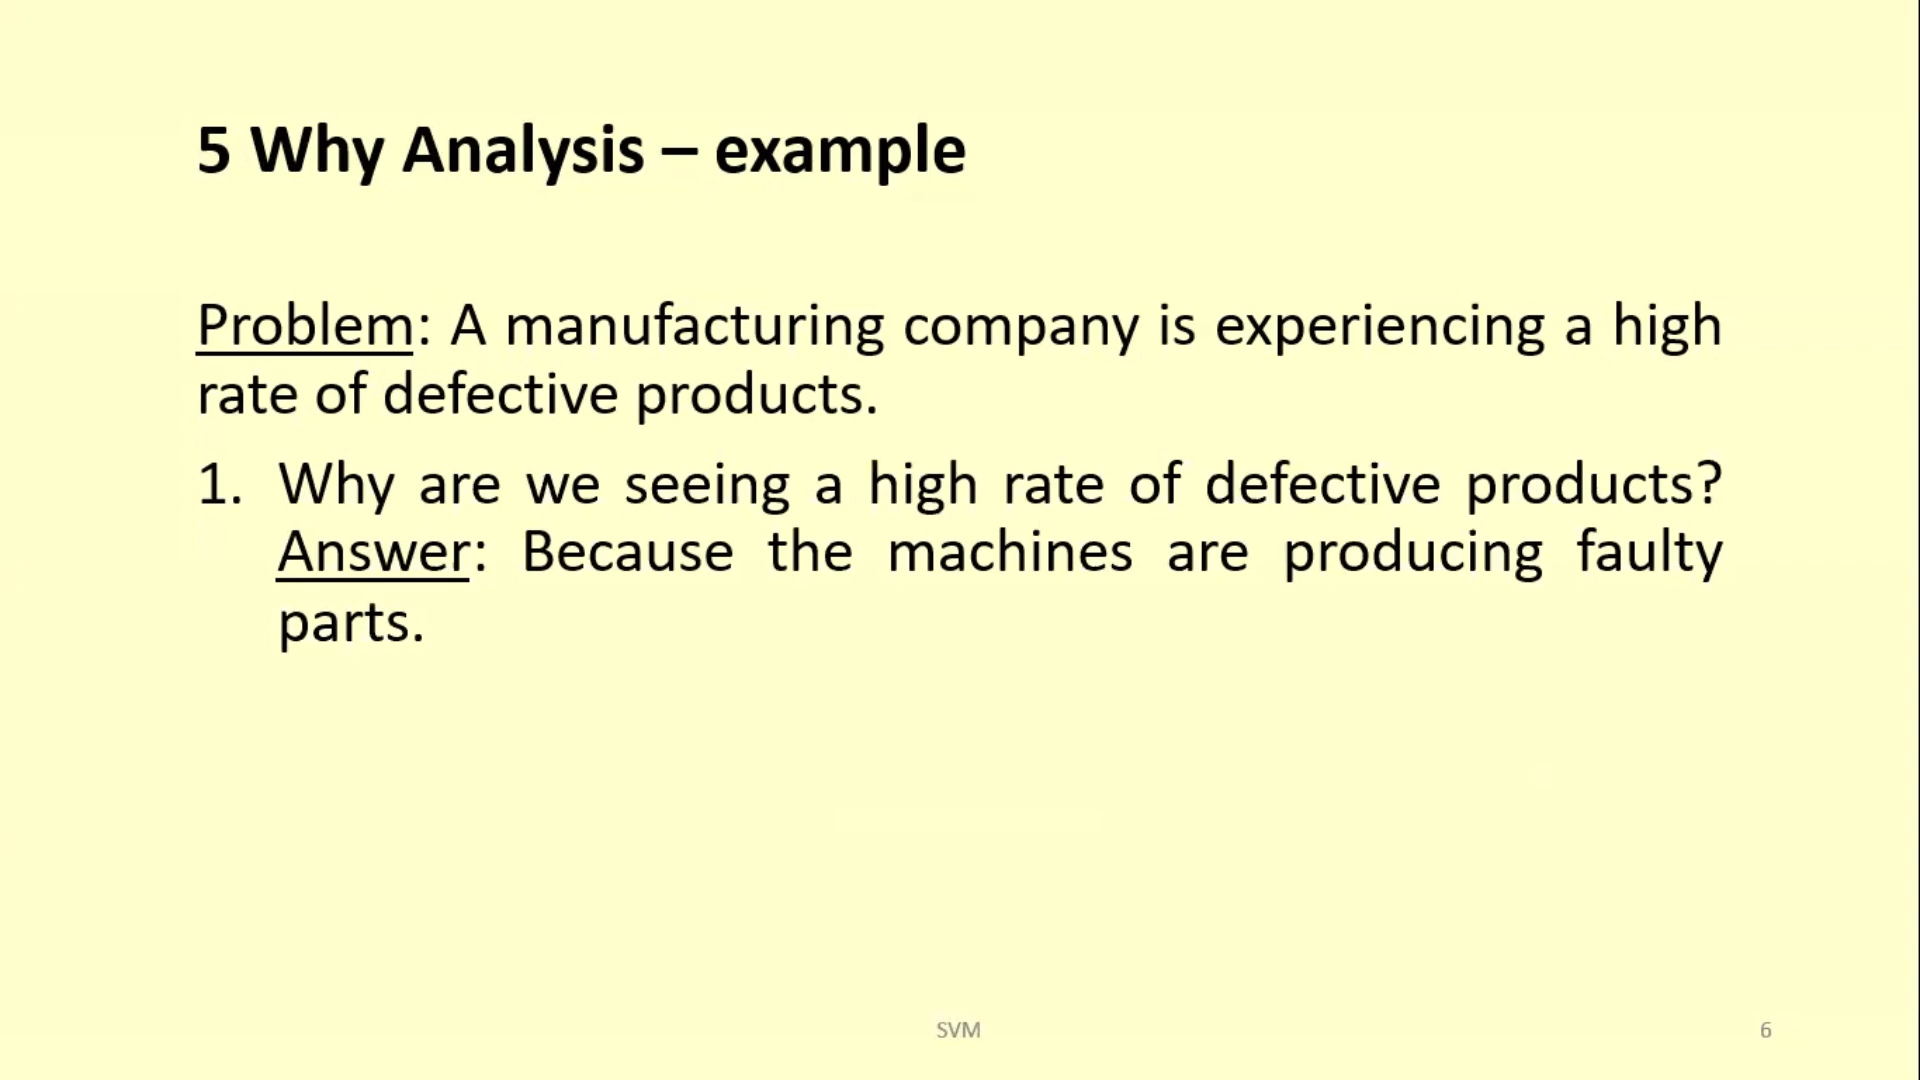 5 Why Analysis – example
Problem: A manufacturing company is experiencing a high
rate of defective products.
1. Why are we seeing a high rate of defective products?
Answer: Because the machines are producing faulty
parts.
SVM
6